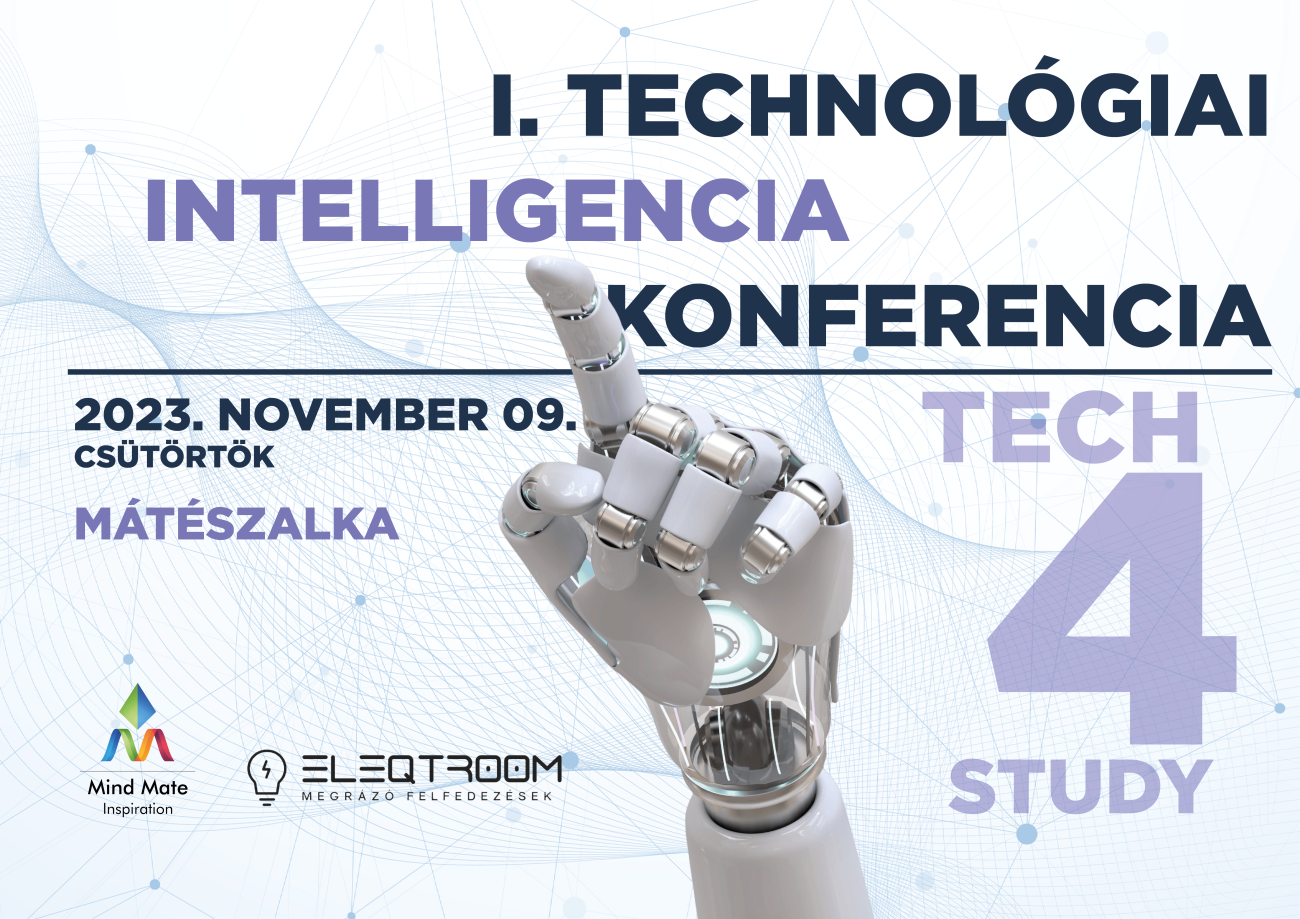 I. TECHNOLÓGIAI
INTELLIGENCIA
KONFERENCIA
2023. NOVEMBER 09.
CSÜTÖRTÖK
MÁTÉSZALKA
TECH
4
STUDY
Mind Mate
Inspiration
ELEQTROOM
MEGRÁZÓ FELFEDEZÉSEK